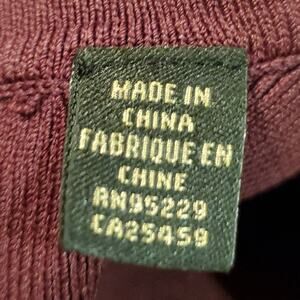 MADE IN
CHINA
FABRIQUE EN
CHINE
RN95229
CA25459